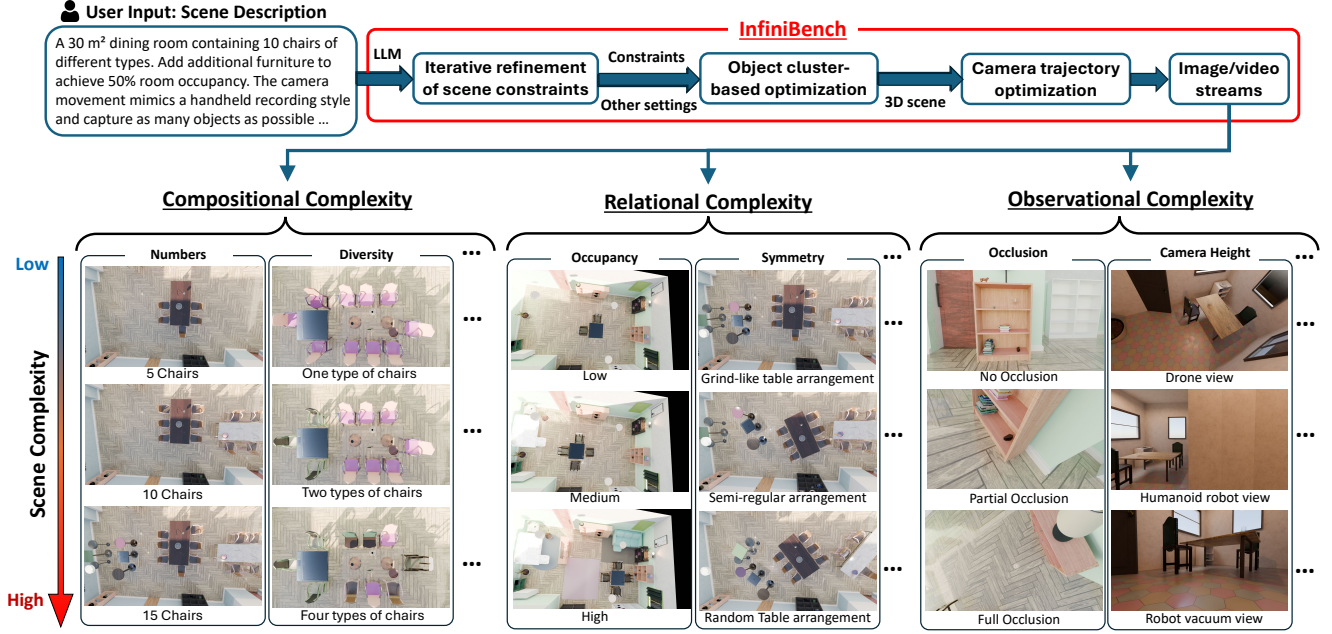 User Input: Scene Description
A 30 m² dining room containing 10 chairs of
different types. Add additional furniture to
achieve 50% room occupancy. The camera
movement mimics a handheld recording style
and capture as many objects as possible ...
InfiniBench
LLM
Iterative refinement
of scene constraints
Constraints
Other settings
Object cluster-
based optimization
3D scene
Camera trajectory
optimization
Image/video
streams
Compositional Complexity
Relational Complexity
Observational Complexity
Scene Complexity
Low
High
Numbers
5 Chairs
10 Chairs
15 Chairs
Diversity
One type of chairs
Two types of chairs
Four types of chairs
...
...
...
...
Occupancy
Low
Medium
High
Symmetry
Grind-like table arrangement
Semi-regular arrangement
Random Table arrangement
...
...
...
...
Occlusion
No Occlusion
Partial Occlusion
Full Occlusion
Camera Height
Drone view
Humanoid robot view
Robot vacuum view
...
...
...
...